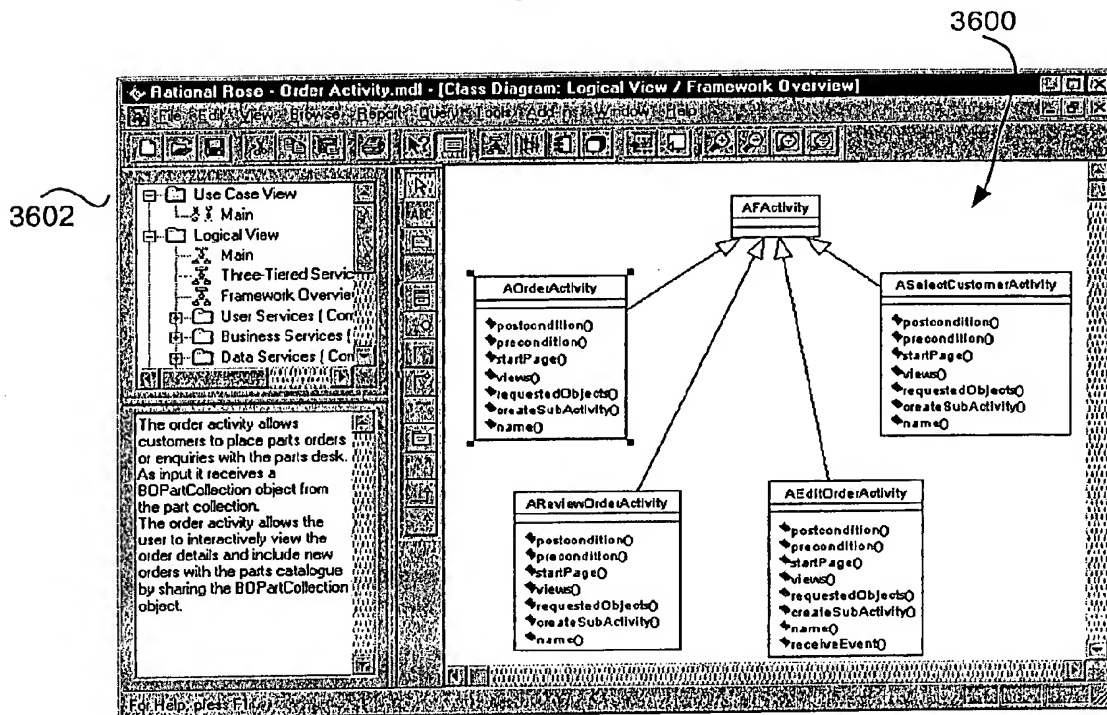 3600
Rational Rose - Order Activity.mdl - [Class Diagram: Logical View / Framework Overview]
File Edit View Browse Report Query Tools Add-Ins Window Help
3602
Use Case View
Main
Logical View
Main
Three-Tiered Servic
Framework Overvie
User Services ( Com
Business Services (
Data Services ( Com
The order activity allows
customers to place parts orders
or enquiries with the parts desk.
As input it receives a
BOPartCollection object from
the part collection.
The order activity allows the
user to interactively view the
order details and include new
orders with the parts catalogue
by sharing the BOPartCollection
object.
ABC
AFActivity
AOrderActivity
postcondition()
precondition()
startPage()
views()
requestedObjects()
createSubActivity()
name()
ASelectCustomerActivity
postcondition()
precondition()
startPage()
views()
requestedObjects()
createSubActivity()
name()
AReviewOrderActivity
postcondition()
precondition()
startPage()
views()
requestedObjects()
createSubActivity()
name()
AEditOrderActivity
postcondition()
precondition()
startPage()
views()
requestedObjects()
createSubActivity()
name()
receiveEvent()
For Help, press F1